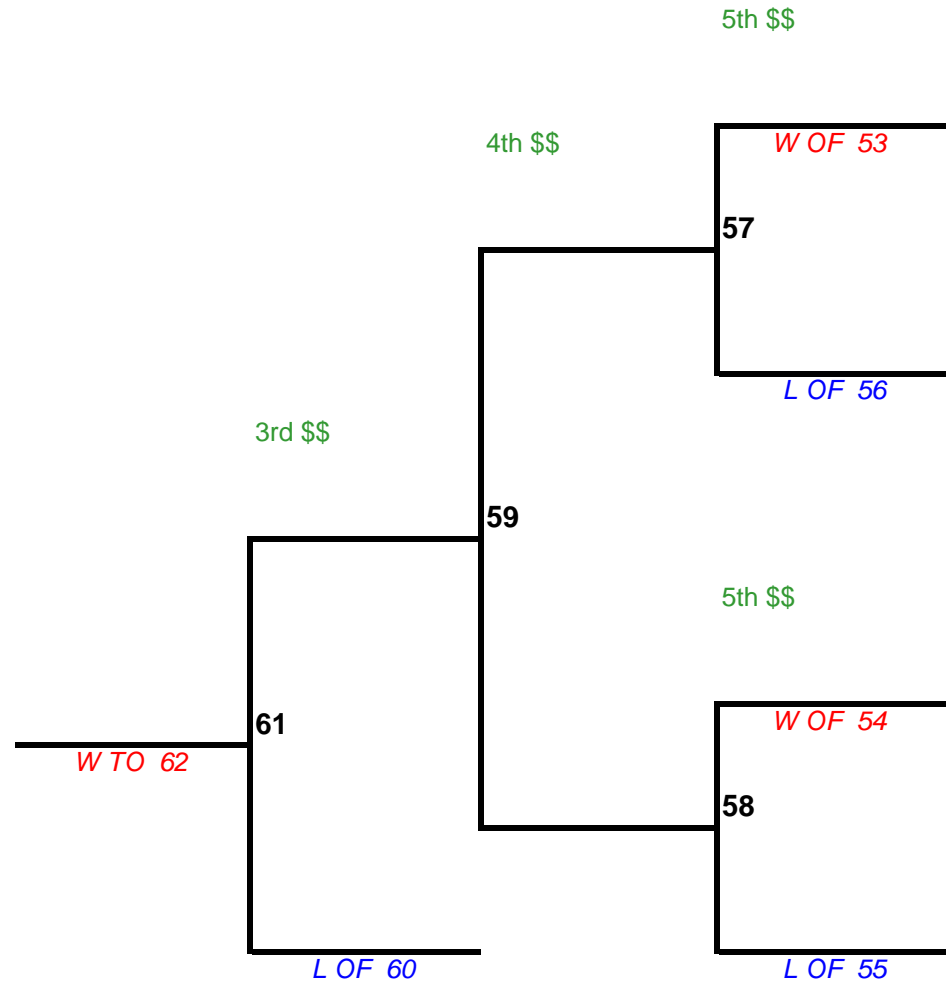 5th $$
W OF 53
4th $$
57
L OF 56
3rd $$
59
5th $$
W OF 54
61
W TO 62
58
L OF 60
L OF 55